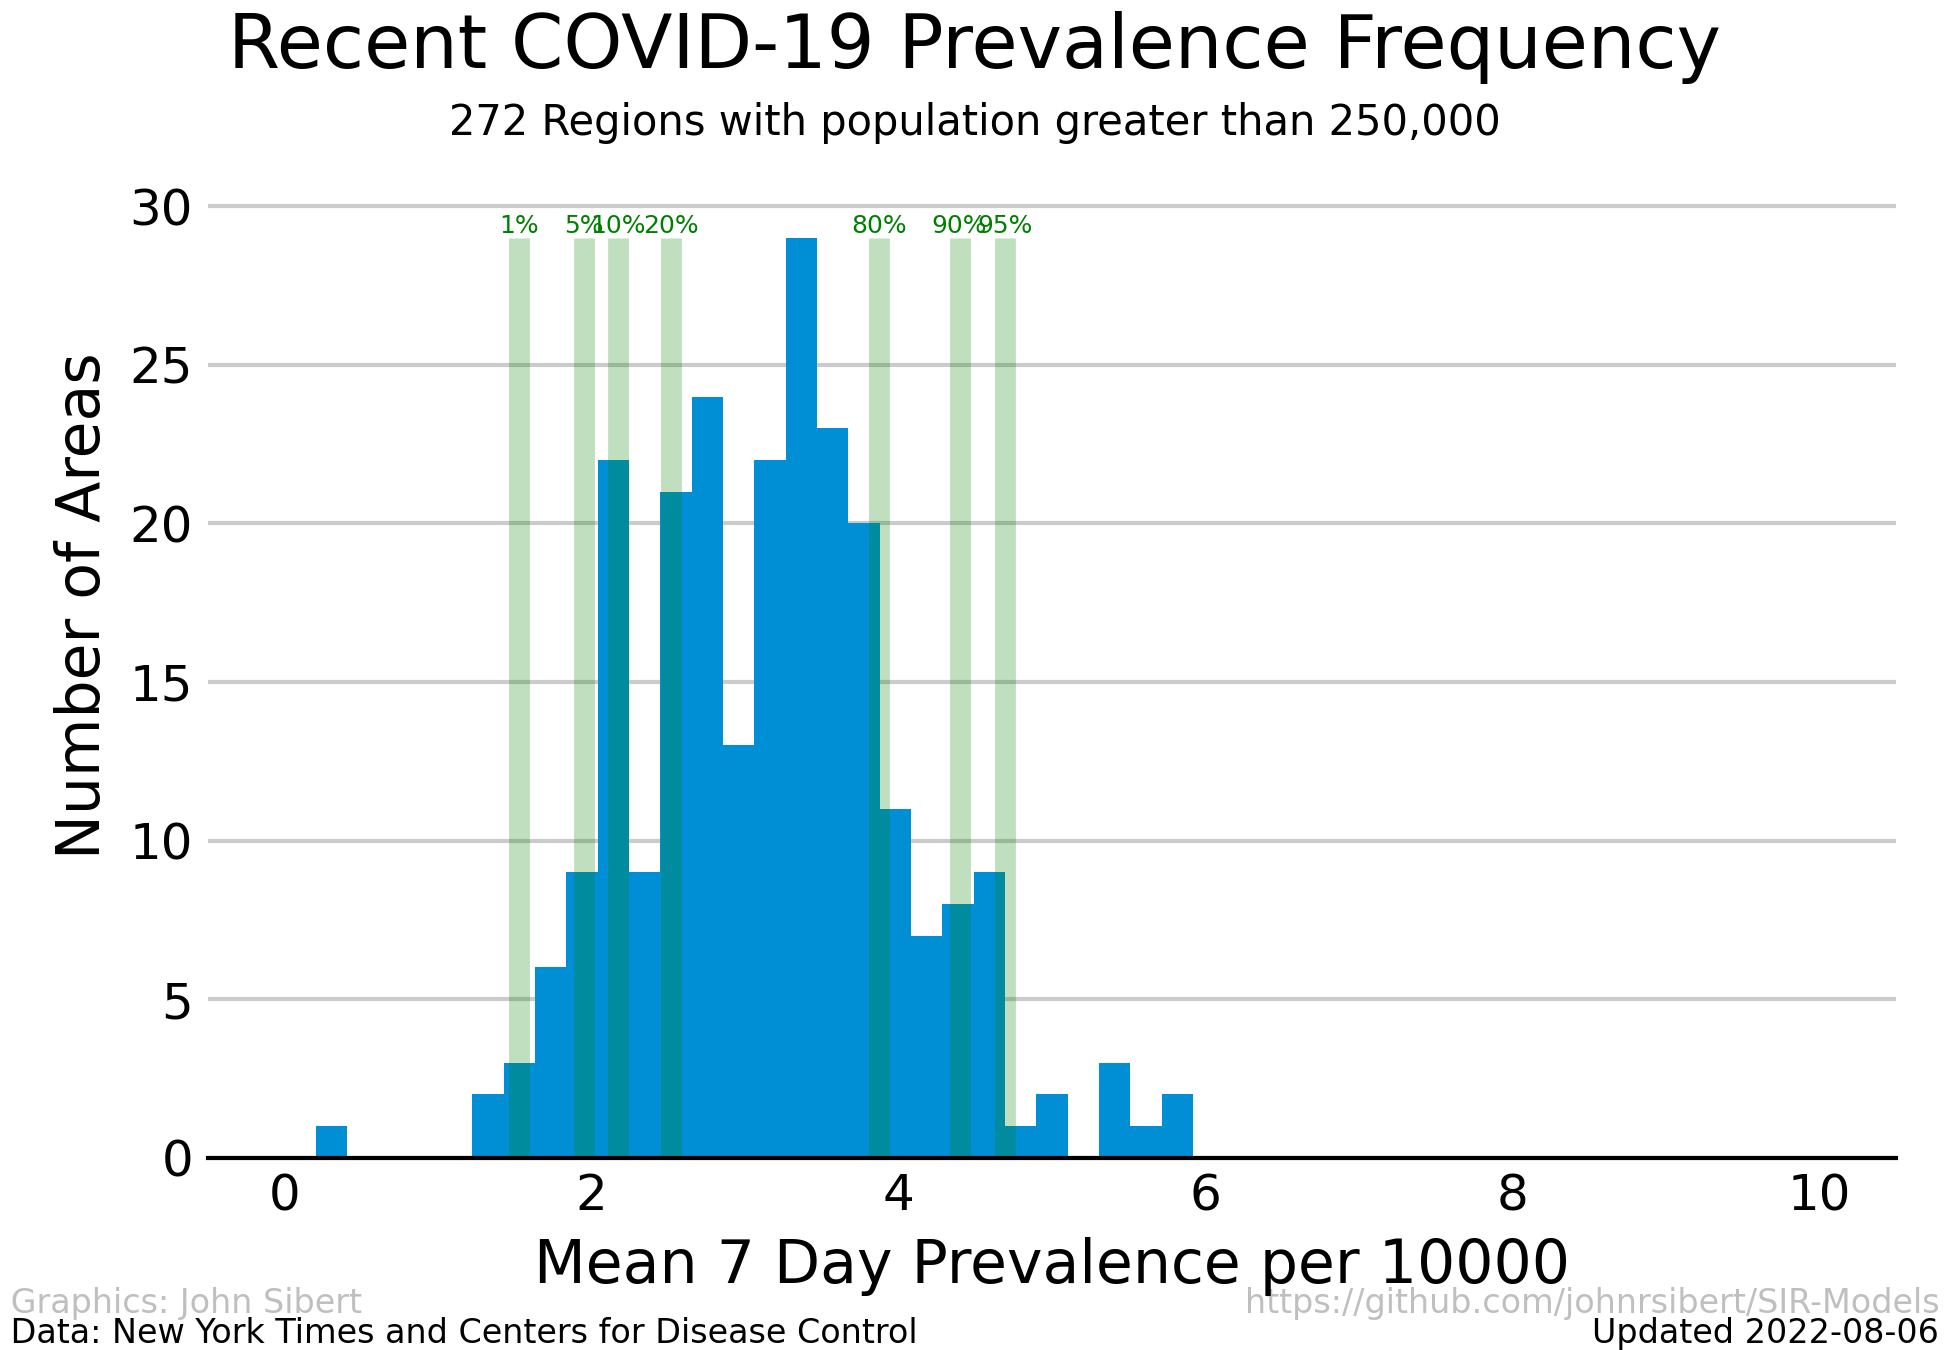 Recent COVID-19 Prevalence Frequency
272 Regions with population greater than 250,000
30
25
20
15
10
5
0
Number of Areas
1% 5% 10% 20% 80% 90% 95%
0 2 4 6 8 10
Mean 7 Day Prevalence per 10000
Graphics: John Sibert
https://github.com/johnrsibert/SIR-Models
Data: New York Times and Centers for Disease Control
Updated 2022-08-06